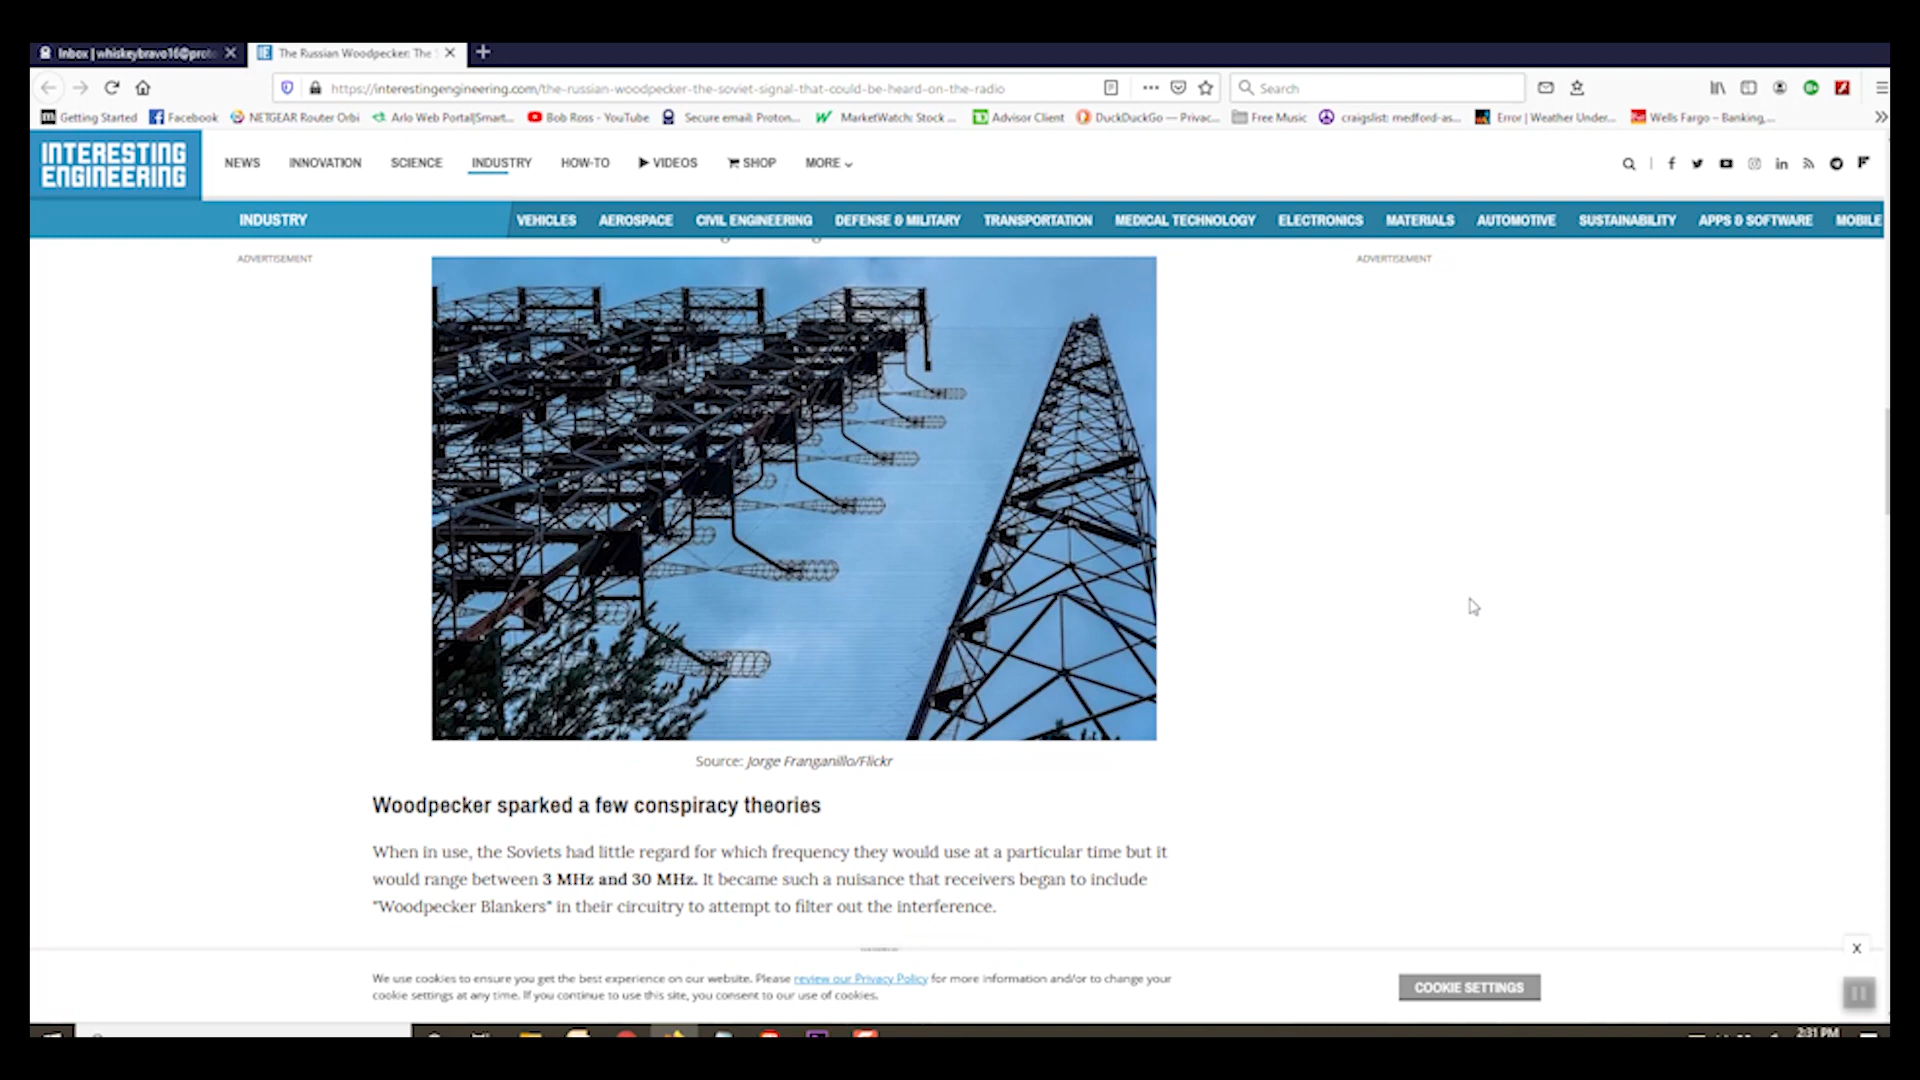 Inbox | whiskeybravo16@proto
The Russian Woodpecker: The S
https://interestingengineering.com/the-russian-woodpecker-the-soviet-signal-that-could-be-heard-on-the-radio
Search
Getting Started
Facebook
NETGEAR Router Orbi
Arlo Web Portal|Smart...
Bob Ross - YouTube
Secure email: Proton...
MarketWatch: Stock ...
Advisor Client
DuckDuckGo — Privac...
Free Music
craigslist: medford-as...
Error | Weather Under...
Wells Fargo – Banking,...
INTERESTING
ENGINEERING
NEWS
INNOVATION
SCIENCE
INDUSTRY
HOW-TO
VIDEOS
SHOP
MORE
INDUSTRY
VEHICLES
AEROSPACE
CIVIL ENGINEERING
DEFENSE & MILITARY
TRANSPORTATION
MEDICAL TECHNOLOGY
ELECTRONICS
MATERIALS
AUTOMOTIVE
SUSTAINABILITY
APPS & SOFTWARE
MOBILE
ADVERTISEMENT
ADVERTISEMENT
Source: Jorge Franganillo/Flickr
Woodpecker sparked a few conspiracy theories
When in use, the Soviets had little regard for which frequency they would use at a particular time but it
would range between 3 MHz and 30 MHz. It became such a nuisance that receivers began to include
"Woodpecker Blankers" in their circuitry to attempt to filter out the interference.
X
We use cookies to ensure you get the best experience on our website. Please review our Privacy Policy for more information and/or to change your
cookie settings at any time. If you continue to use this site, you consent to our use of cookies.
COOKIE SETTINGS
2:31 PM